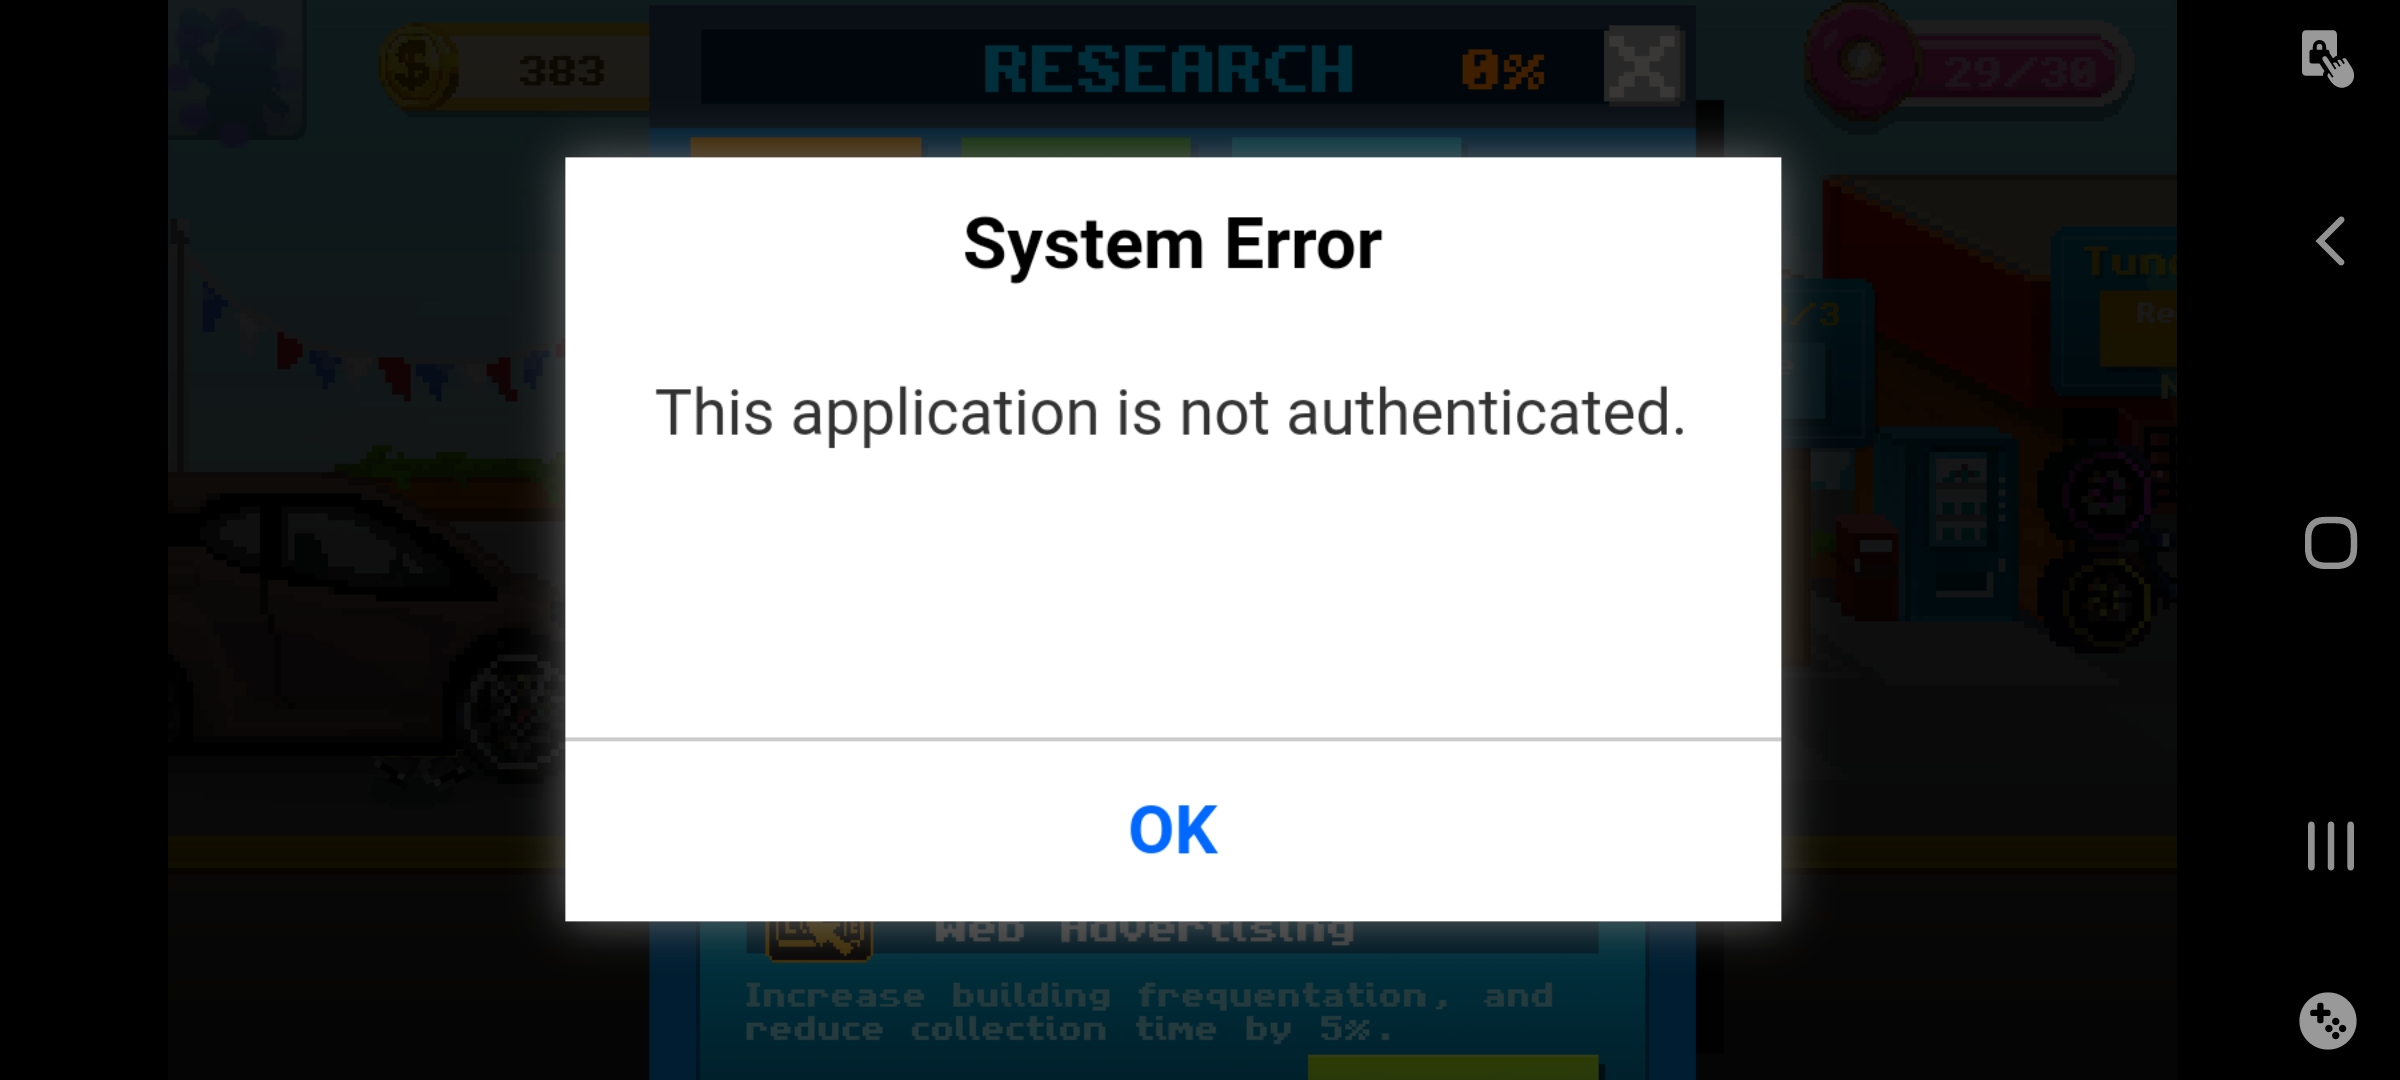 383
RESEARCH 0%
29/30
System Error
This application is not authenticated.
OK
/3
Web Advertising
Increase building frequentation, and
reduce collection time by 5%.